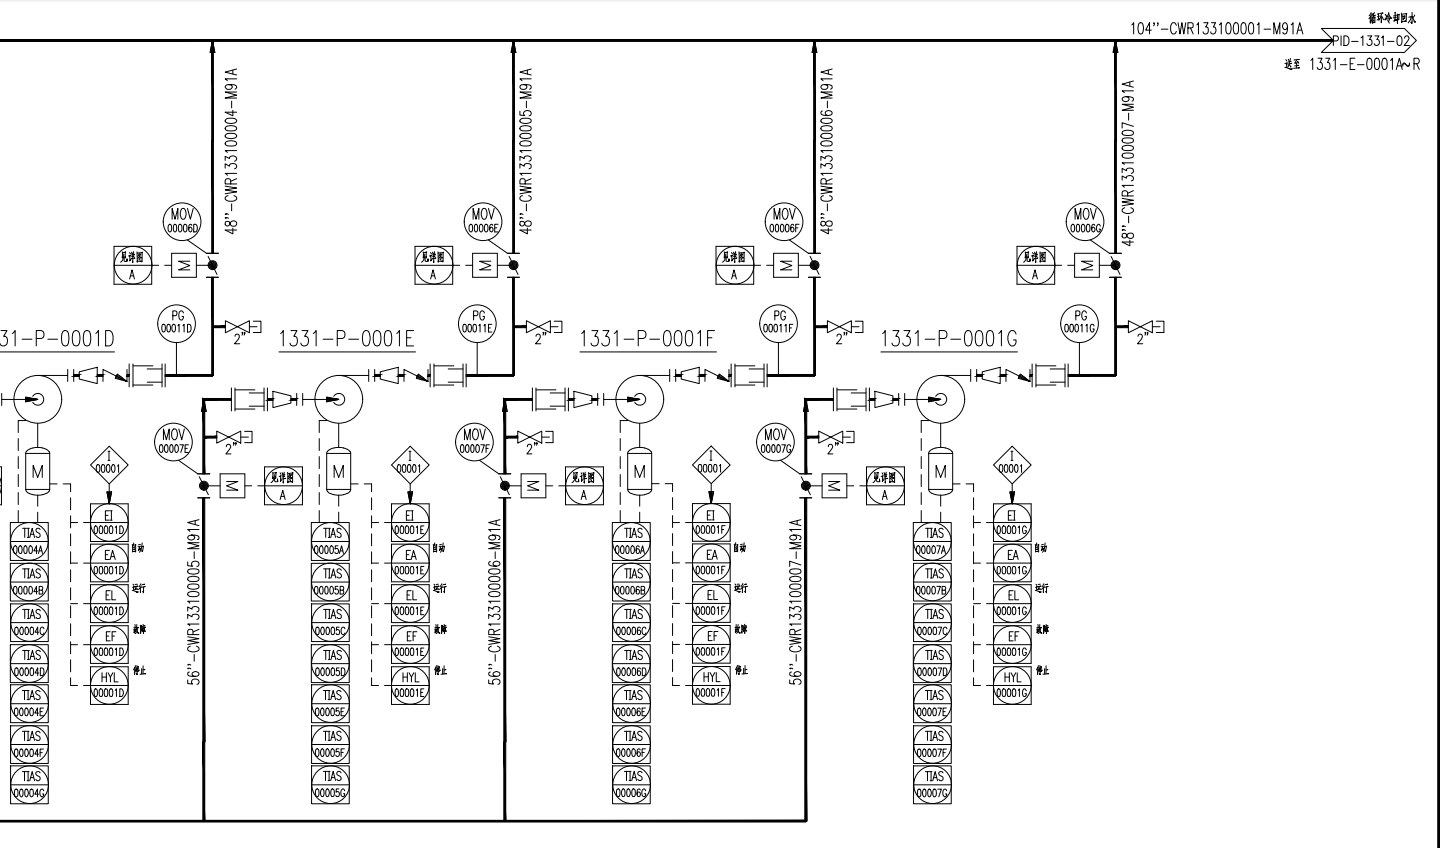 循环冷却回水
104"-CWR133100001-M91A
PID-1331-02
送至 1331-E-0001A~R
48"-CWR133100004-M91A
48"-CWR133100005-M91A
48"-CWR133100006-M91A
48"-CWR133100007-M91A
MOV
00006D
MOV
00006E
MOV
00006F
MOV
00006G
见详图
A
M
见详图
A
M
见详图
A
M
见详图
A
M
PG
00011D
2"
PG
00011E
2"
PG
00011F
2"
PG
00011G
2"
31-P-0001D
1331-P-0001E
1331-P-0001F
1331-P-0001G
MOV
00007E
2"
MOV
00007F
2"
MOV
00007G
2"
M
I
00001
M
见详图
A
M
I
00001
M
见详图
A
M
I
00001
M
见详图
A
M
I
00001
56"-CWR133100005-M91A
56"-CWR133100006-M91A
56"-CWR133100007-M91A
TIAS
00004A
TIAS
00004B
TIAS
00004C
TIAS
00004D
TIAS
00004E
TIAS
00004F
TIAS
00004G
EI
00001D
自动
EA
00001D
运行
EL
00001D
故障
EF
00001D
停止
HYL
00001D
TIAS
00005A
TIAS
00005B
TIAS
00005C
TIAS
00005D
TIAS
00005E
TIAS
00005F
TIAS
00005G
EI
00001E
自动
EA
00001E
运行
EL
00001E
故障
EF
00001E
停止
HYL
00001E
TIAS
00006A
TIAS
00006B
TIAS
00006C
TIAS
00006D
TIAS
00006E
TIAS
00006F
TIAS
00006G
EI
00001F
自动
EA
00001F
运行
EL
00001F
故障
EF
00001F
停止
HYL
00001F
TIAS
00007A
TIAS
00007B
TIAS
00007C
TIAS
00007D
TIAS
00007E
TIAS
00007F
TIAS
00007G
EI
00001G
自动
EA
00001G
运行
EL
00001G
故障
EF
00001G
停止
HYL
00001G